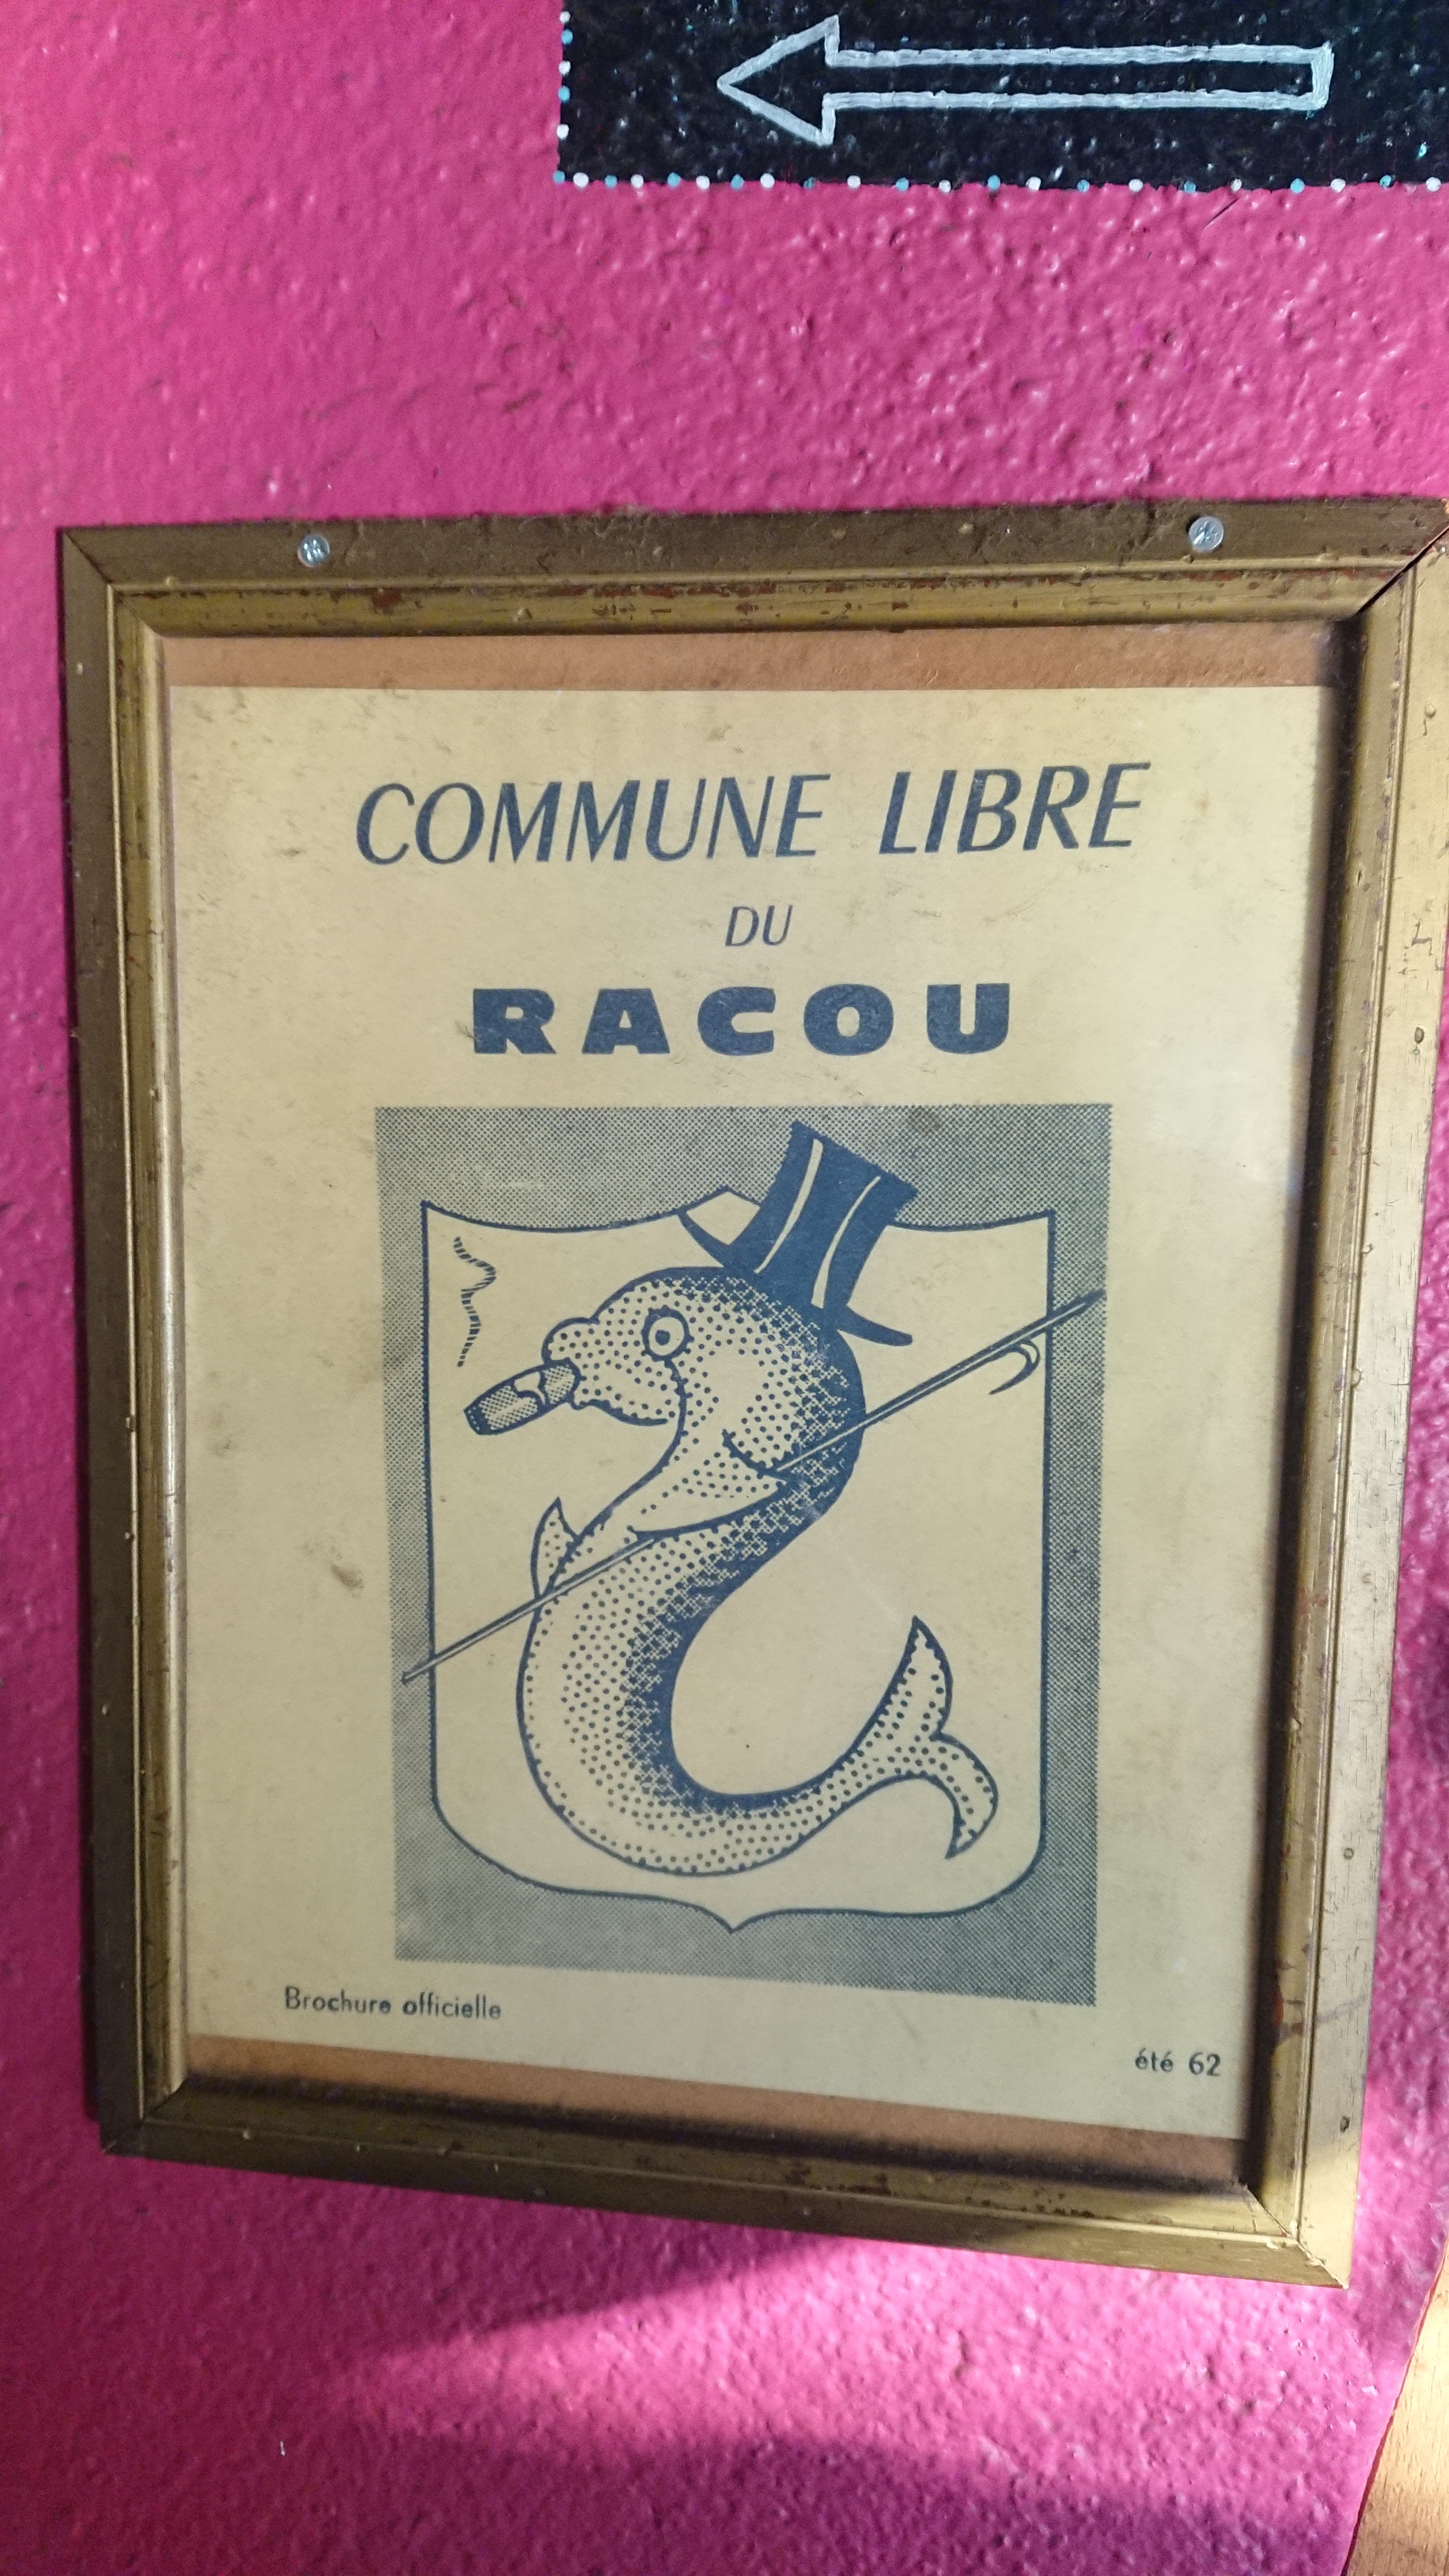 COMMUNE LIBRE
DU
RACOU
Brochure officielle
été 62